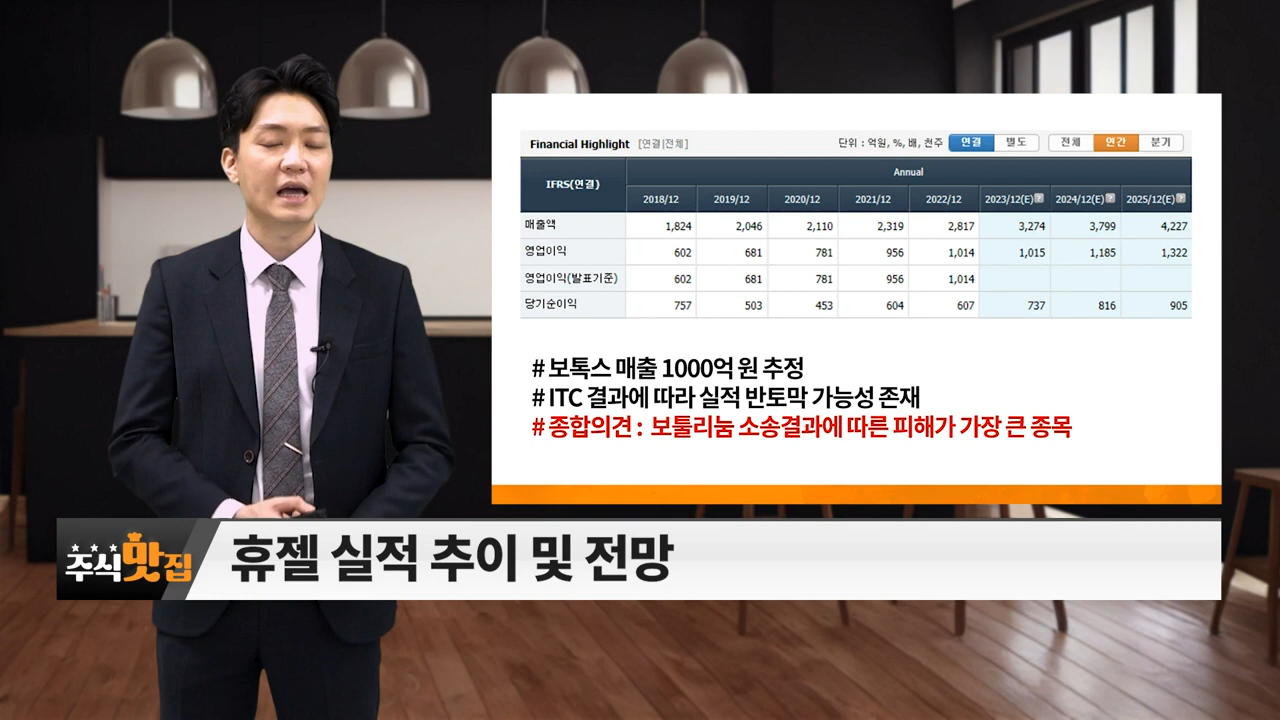 Financial Highlight [연결|전체] 단위 : 억원, %, 배, 천주 연결 별도 전체 연간 분기
IFRS(연결) Annual
2018/12 2019/12 2020/12 2021/12 2022/12 2023/12(E) 2024/12(E) 2025/12(E)
매출액 1,824 2,046 2,110 2,319 2,817 3,274 3,799 4,227
영업이익 602 681 781 956 1,014 1,015 1,185 1,322
영업이익(발표기준) 602 681 781 956 1,014
당기순이익 757 503 453 604 607 737 816 905
# 보톡스 매출 1000억 원 추정
# ITC 결과에 따라 실적 반토막 가능성 존재
# 종합의견 : 보툴리눔 소송결과에 따른 피해가 가장 큰 종목
주식맛집 휴젤 실적 추이 및 전망